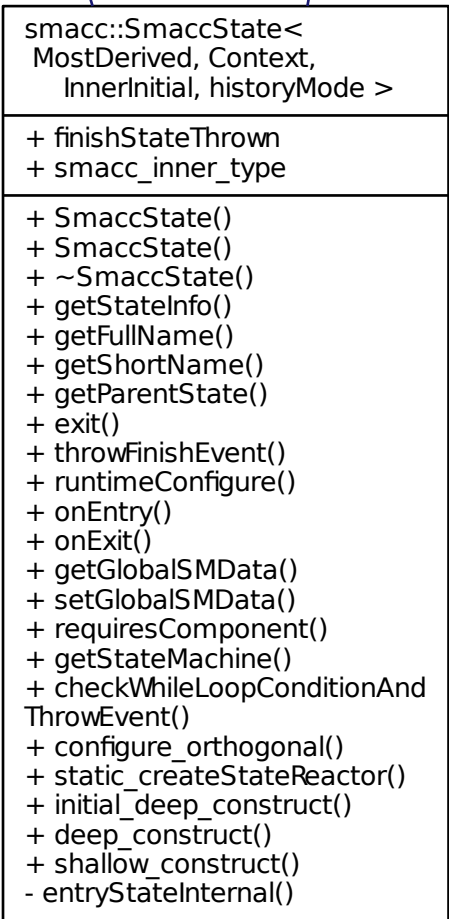 smacc::SmaccState<
MostDerived, Context,
InnerInitial, historyMode >
+ finishStateThrown
+ smacc_inner_type
+ SmaccState()
+ SmaccState()
+ ~SmaccState()
+ getStateInfo()
+ getFullName()
+ getShortName()
+ getParentState()
+ exit()
+ throwFinishEvent()
+ runtimeConfigure()
+ onEntry()
+ onExit()
+ getGlobalSMData()
+ setGlobalSMData()
+ requiresComponent()
+ getStateMachine()
+ checkWhileLoopConditionAnd
ThrowEvent()
+ configure_orthogonal()
+ static_createStateReactor()
+ initial_deep_construct()
+ deep_construct()
+ shallow_construct()
- entryStateInternal()